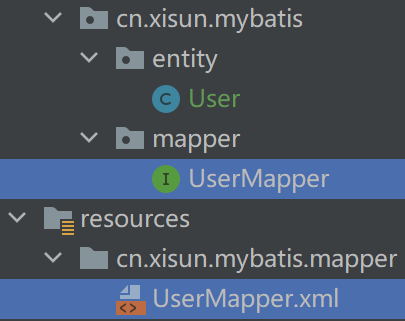 cn.xisun.mybatis
entity
User
mapper
UserMapper
resources
cn.xisun.mybatis.mapper
UserMapper.xml